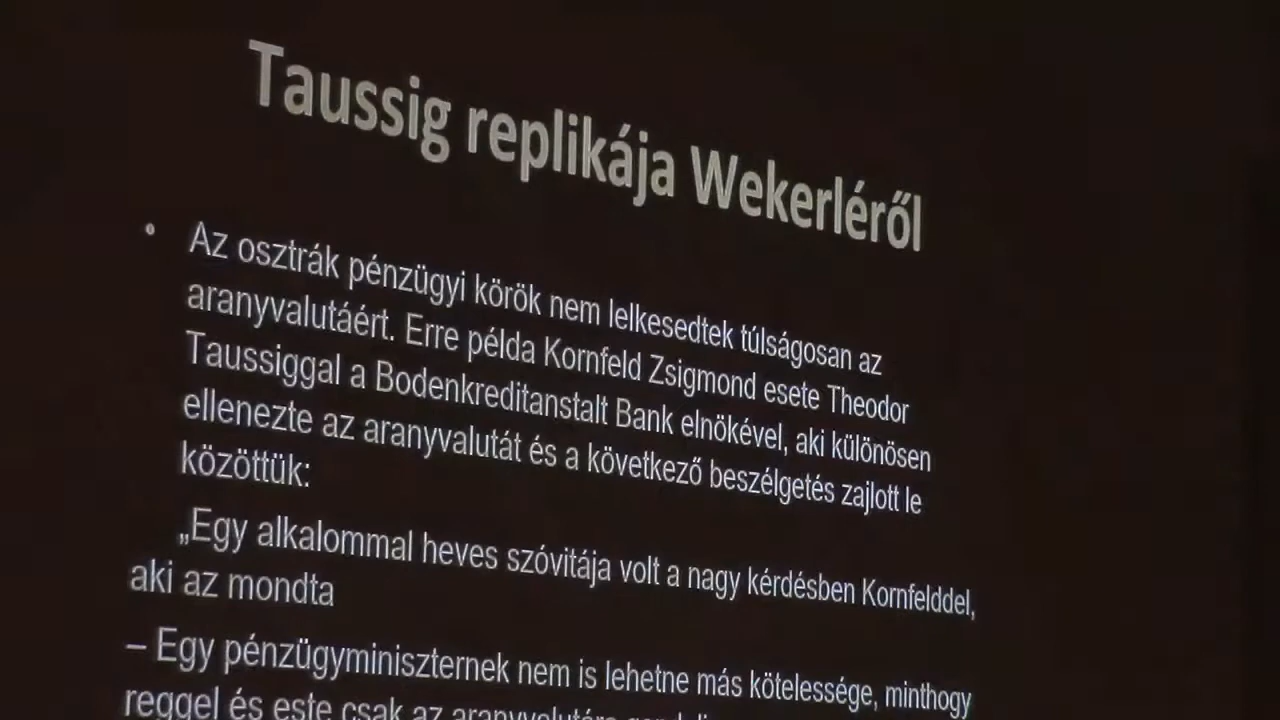 Taussig replikája Wekerléről
• Az osztrák pénzügyi körök nem lelkesedtek túlságosan az
aranyvalutáért. Erre példa Kornfeld Zsigmond esete Theodor
Taussiggal a Bodenkreditanstalt Bank elnökével, aki különösen
ellenezte az aranyvalutát és a következő beszélgetés zajlott le
közöttük:
„Egy alkalommal heves szóvitája volt a nagy kérdésben Kornfelddel,
aki az mondta
– Egy pénzügyminiszternek nem is lehetne más kötelessége, minthogy
reggel és este csak az aranyvalutára